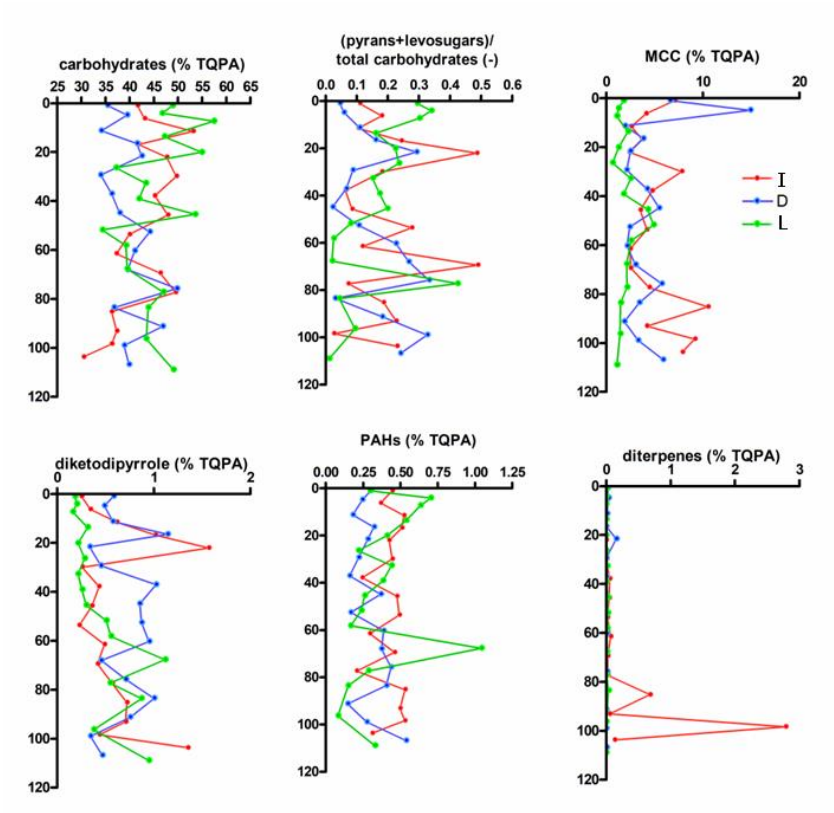 carbohydrates (% TQPA)
25 35 45 55 65
0
20
40
60
80
100
120
(pyrans+levosugars)/
total carbohydrates (-)
0.0 0.1 0.2 0.3 0.4 0.5 0.6
0
20
40
60
80
100
120
MCC (% TQPA)
0 10 20
0
20
40
60
80
100
120
I
D
L
diketodipyrrole (% TQPA)
0 1 2
0
20
40
60
80
100
120
PAHs (% TQPA)
0.00 0.25 0.50 0.75 1.00 1.25
0
20
40
60
80
100
120
diterpenes (% TQPA)
0 1 2 3
0
20
40
60
80
100
120